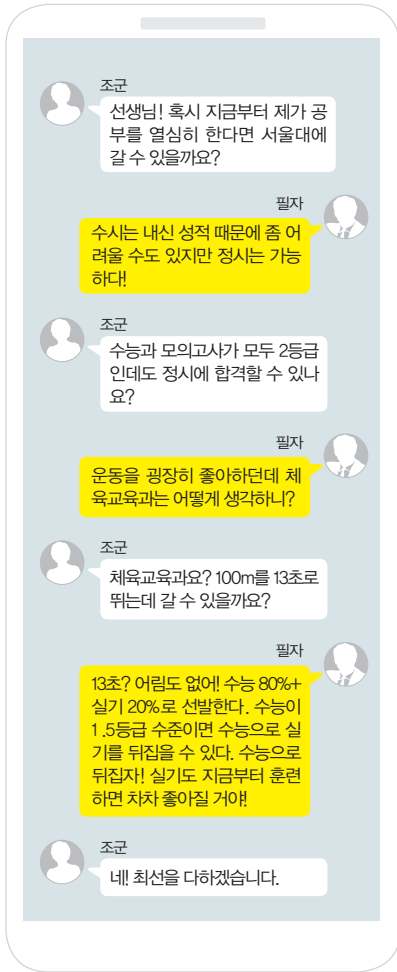 조군
선생님! 혹시 지금부터 제가 공
부를 열심히 한다면 서울대에
갈 수 있을까요?
필자
수시는 내신 성적 때문에 좀 어
려울 수도 있지만 정시는 가능
하다!
조군
수능과 모의고사가 모두 2등급
인데도 정시에 합격할 수 있나
요?
필자
운동을 굉장히 좋아하던데 체
육교육과는 어떻게 생각하니?
조군
체육교육과요? 100m를 13초로
뛰는데 갈 수 있을까요?
필자
13초? 어림도 없어! 수능 80%+
실기 20%로 선발한다. 수능이
1 .5등급 수준이면 수능으로 실
기를 뒤집을 수 있다. 수능으로
뒤집자! 실기도 지금부터 훈련
하면 차차 좋아질 거야!
조군
네! 최선을 다하겠습니다.